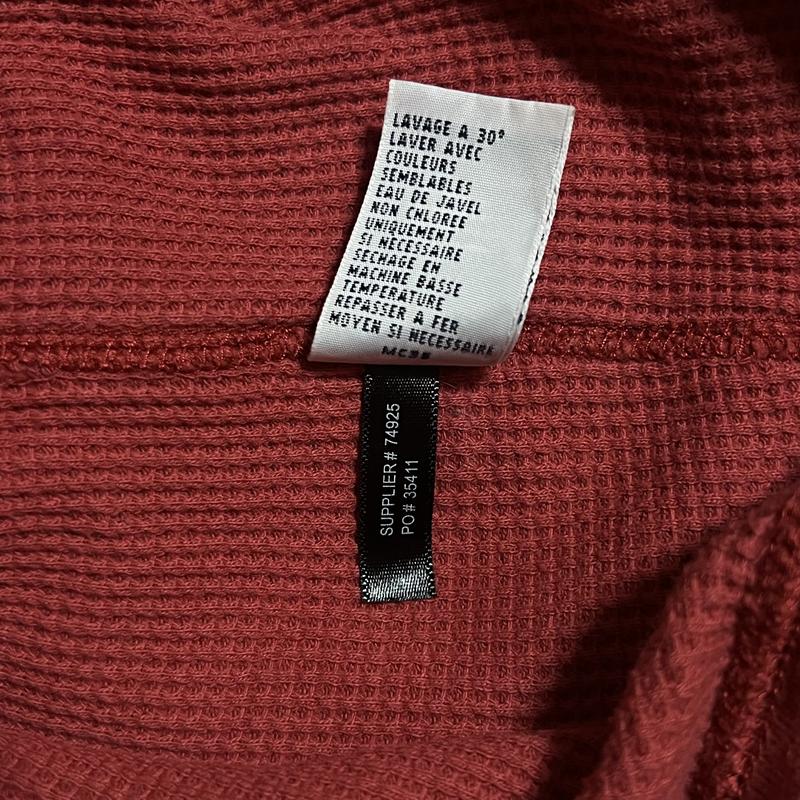 LAVAGE A 30°
LAVER AVEC
COULEURS
SEMBLABLES
EAU DE JAVEL
NON CHLOREE
UNIQUEMENT
SI NECESSAIRE
SECHAGE EN
MACHINE BASSE
TEMPERATURE
REPASSER A FER
MOYEN SI NECESSAIRE
SUPPLIER# 74925
PO# 35411